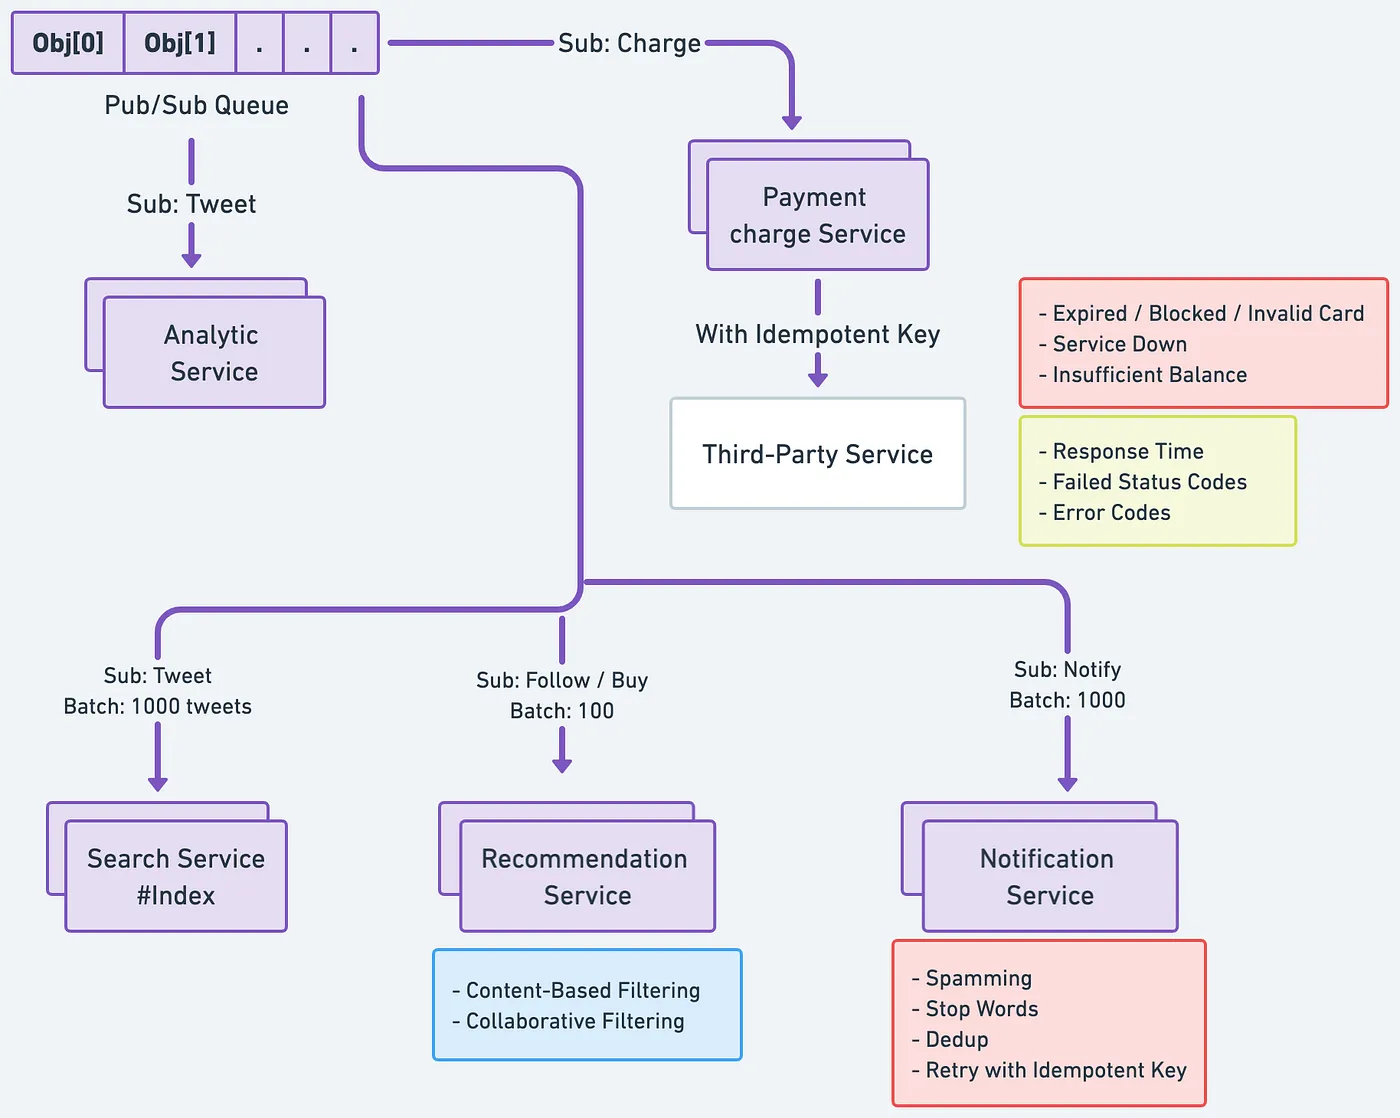 Obj[0] Obj[1] . . .
Sub: Charge
Pub/Sub Queue
Sub: Tweet
Payment
charge Service
Analytic
Service
With Idempotent Key
- Expired / Blocked / Invalid Card
- Service Down
- Insufficient Balance
Third-Party Service
- Response Time
- Failed Status Codes
- Error Codes
Sub: Tweet
Batch: 1000 tweets
Sub: Follow / Buy
Batch: 100
Sub: Notify
Batch: 1000
Search Service
#Index
Recommendation
Service
Notification
Service
- Content-Based Filtering
- Collaborative Filtering
- Spamming
- Stop Words
- Dedup
- Retry with Idempotent Key